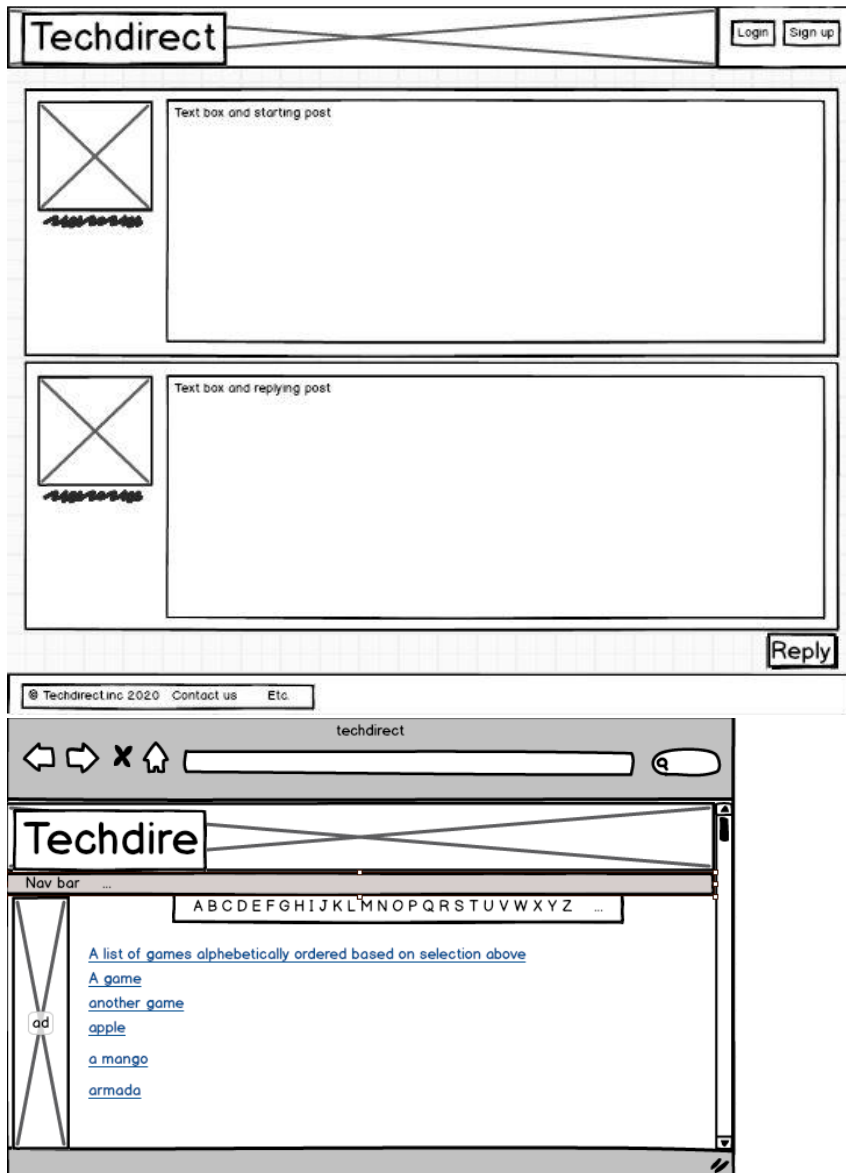 Techdirect
Login Sign up
Text box and starting post
Text box and replying post
Reply
© Techdirect.inc 2020 Contact us Etc.
techdirect
Techdire
Nav bar ...
A B C D E F G H I J K L M N O P Q R S T U V W X Y Z ...
A list of games alphebetically ordered based on selection above
A game
another game
ad
apple
a mango
armada